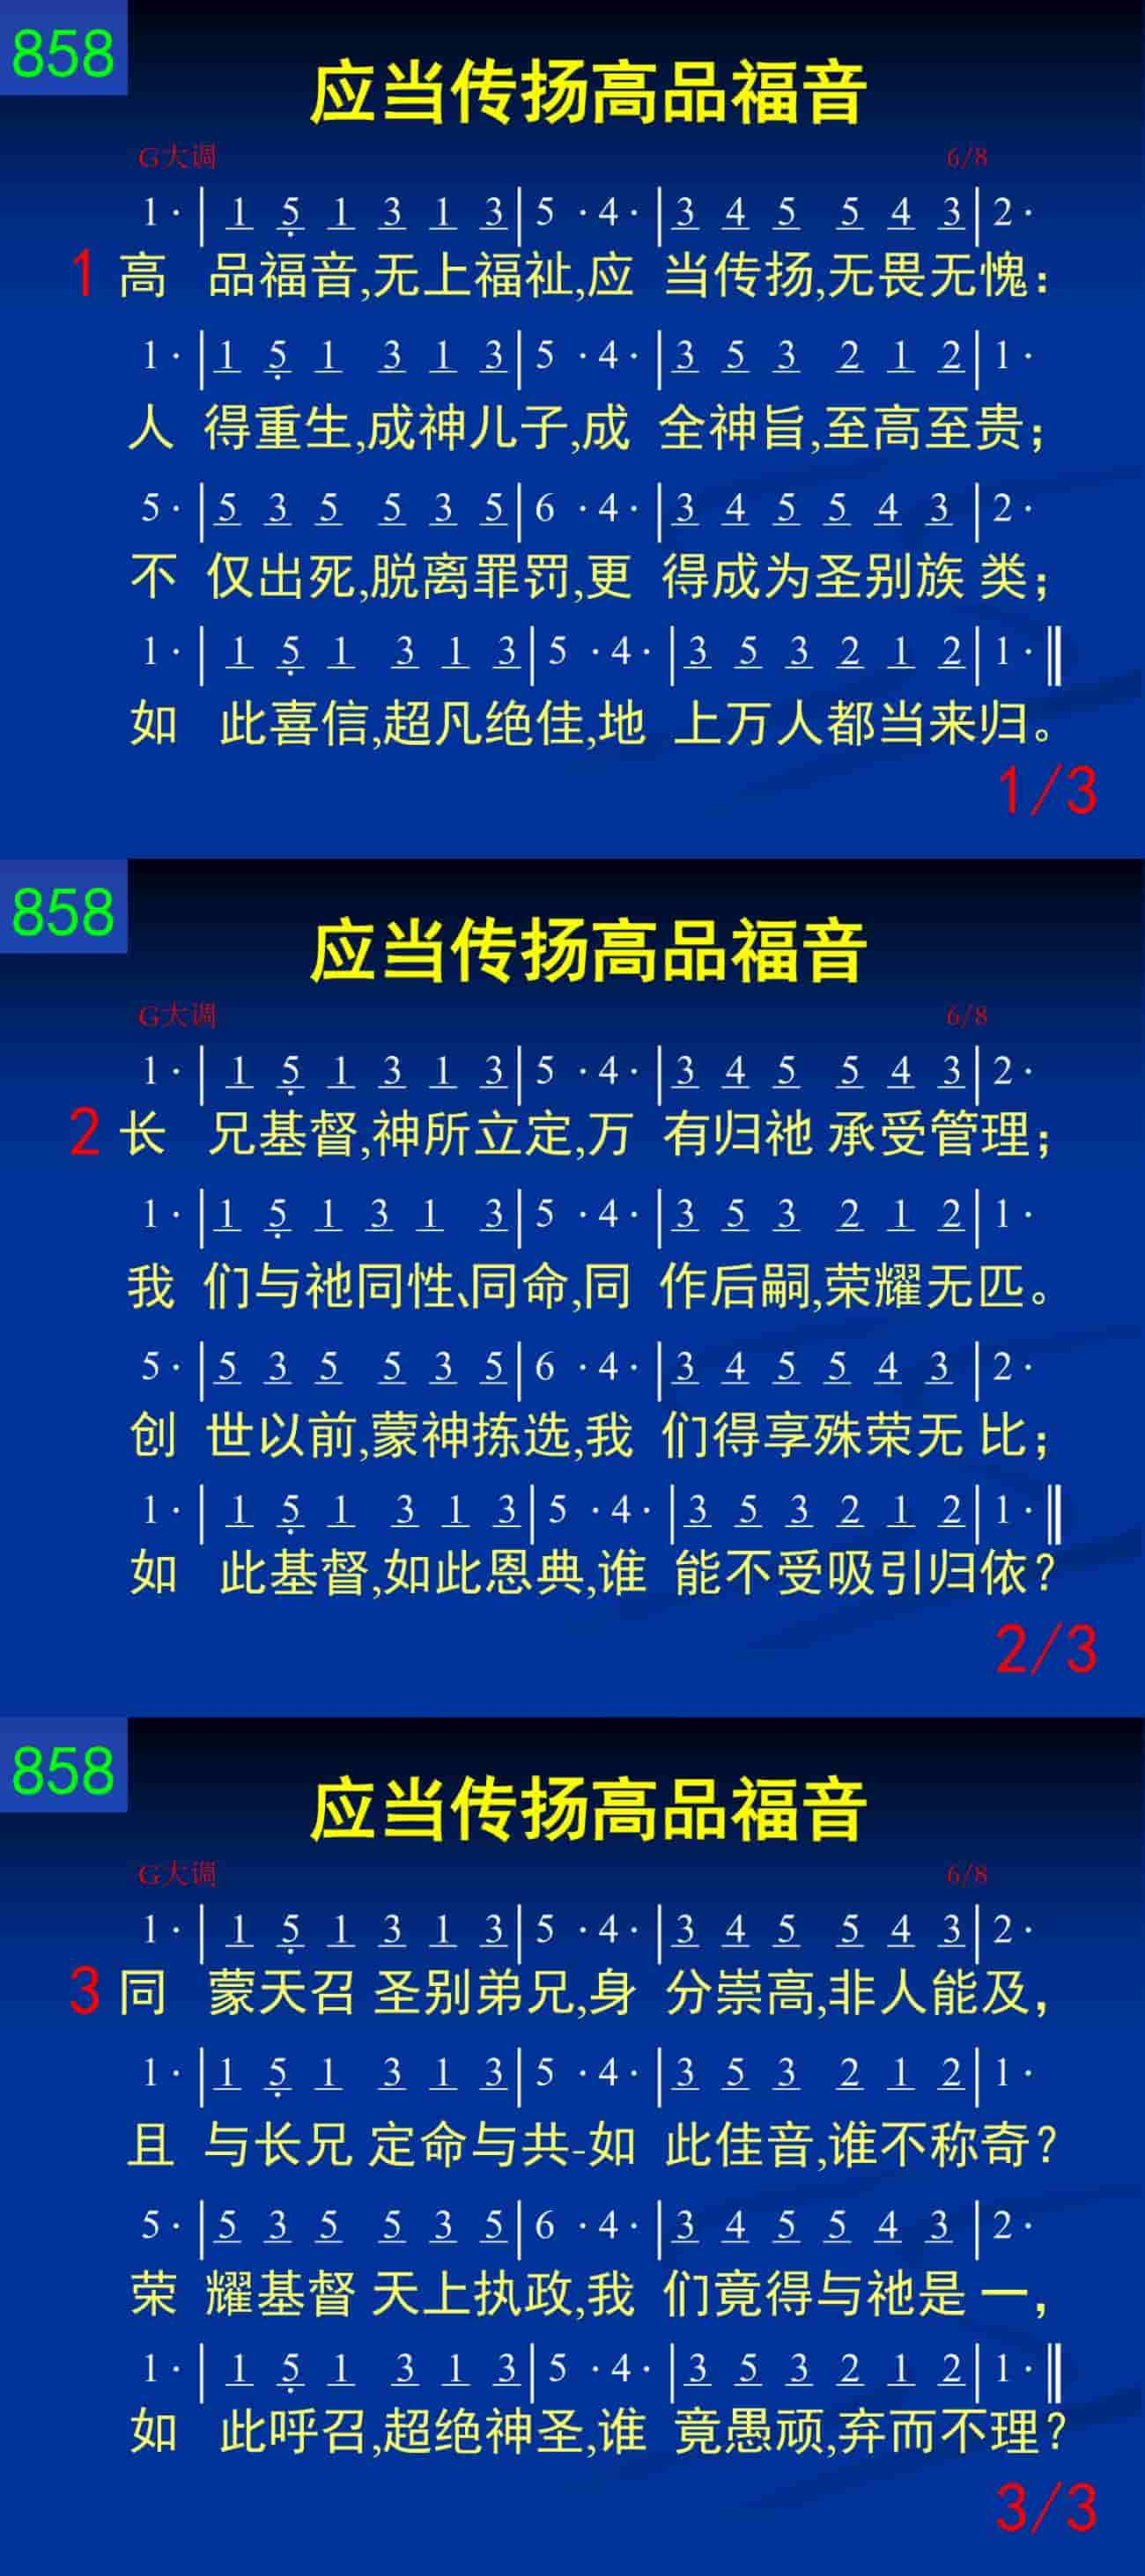 858
应当传扬高品福音
G大调 6/8
1· | 1 5̣ 1 3 1 3 | 5 ·4· | 3 4 5 5 4 3 | 2·
1 高 品福音,无上福祉,应 当传扬,无畏无愧：
1· | 1 5̣ 1 3 1 3 | 5 ·4· | 3 5 3 2 1 2 | 1·
人 得重生,成神儿子,成 全神旨,至高至贵；
5· | 5 3 5 5 3 5 | 6 ·4· | 3 4 5 5 4 3 | 2·
不 仅出死,脱离罪罚,更 得成为圣别族 类；
1· | 1 5̣ 1 3 1 3 | 5 ·4· | 3 5 3 2 1 2 | 1· ‖
如 此喜信,超凡绝佳,地 上万人都当来归。
1/3
858
应当传扬高品福音
G大调 6/8
1· | 1 5̣ 1 3 1 3 | 5 ·4· | 3 4 5 5 4 3 | 2·
2 长 兄基督,神所立定,万 有归祂 承受管理；
1· | 1 5̣ 1 3 1 3 | 5 ·4· | 3 5 3 2 1 2 | 1·
我 们与祂同性、同命,同 作后嗣,荣耀无匹。
5· | 5 3 5 5 3 5 | 6 ·4· | 3 4 5 5 4 3 | 2·
创 世以前,蒙神拣选,我 们得享殊荣无 比；
1· | 1 5̣ 1 3 1 3 | 5 ·4· | 3 5 3 2 1 2 | 1· ‖
如 此基督,如此恩典,谁 能不受吸引归依？
2/3
858
应当传扬高品福音
G大调 6/8
1· | 1 5̣ 1 3 1 3 | 5 ·4· | 3 4 5 5 4 3 | 2·
3 同 蒙天召 圣别弟兄,身 分崇高,非人能及，
1· | 1 5̣ 1 3 1 3 | 5 ·4· | 3 5 3 2 1 2 | 1·
且 与长兄 定命与共-如 此佳音,谁不称奇？
5· | 5 3 5 5 3 5 | 6 ·4· | 3 4 5 5 4 3 | 2·
荣 耀基督 天上执政,我 们竟得与祂是 一，
1· | 1 5̣ 1 3 1 3 | 5 ·4· | 3 5 3 2 1 2 | 1· ‖
如 此呼召,超绝神圣,谁 竟愚顽,弃而不理？
3/3